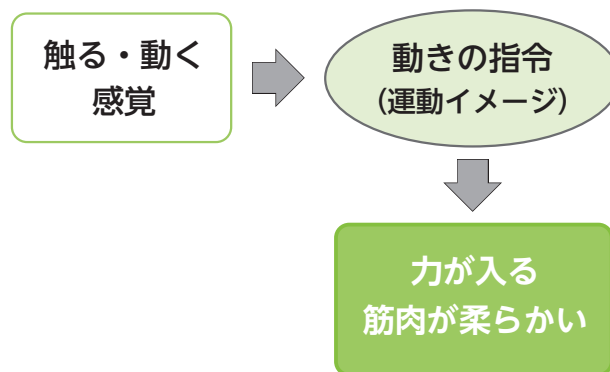 触る・動く
感覚
動きの指令
(運動イメージ)
力が入る
筋肉が柔らかい